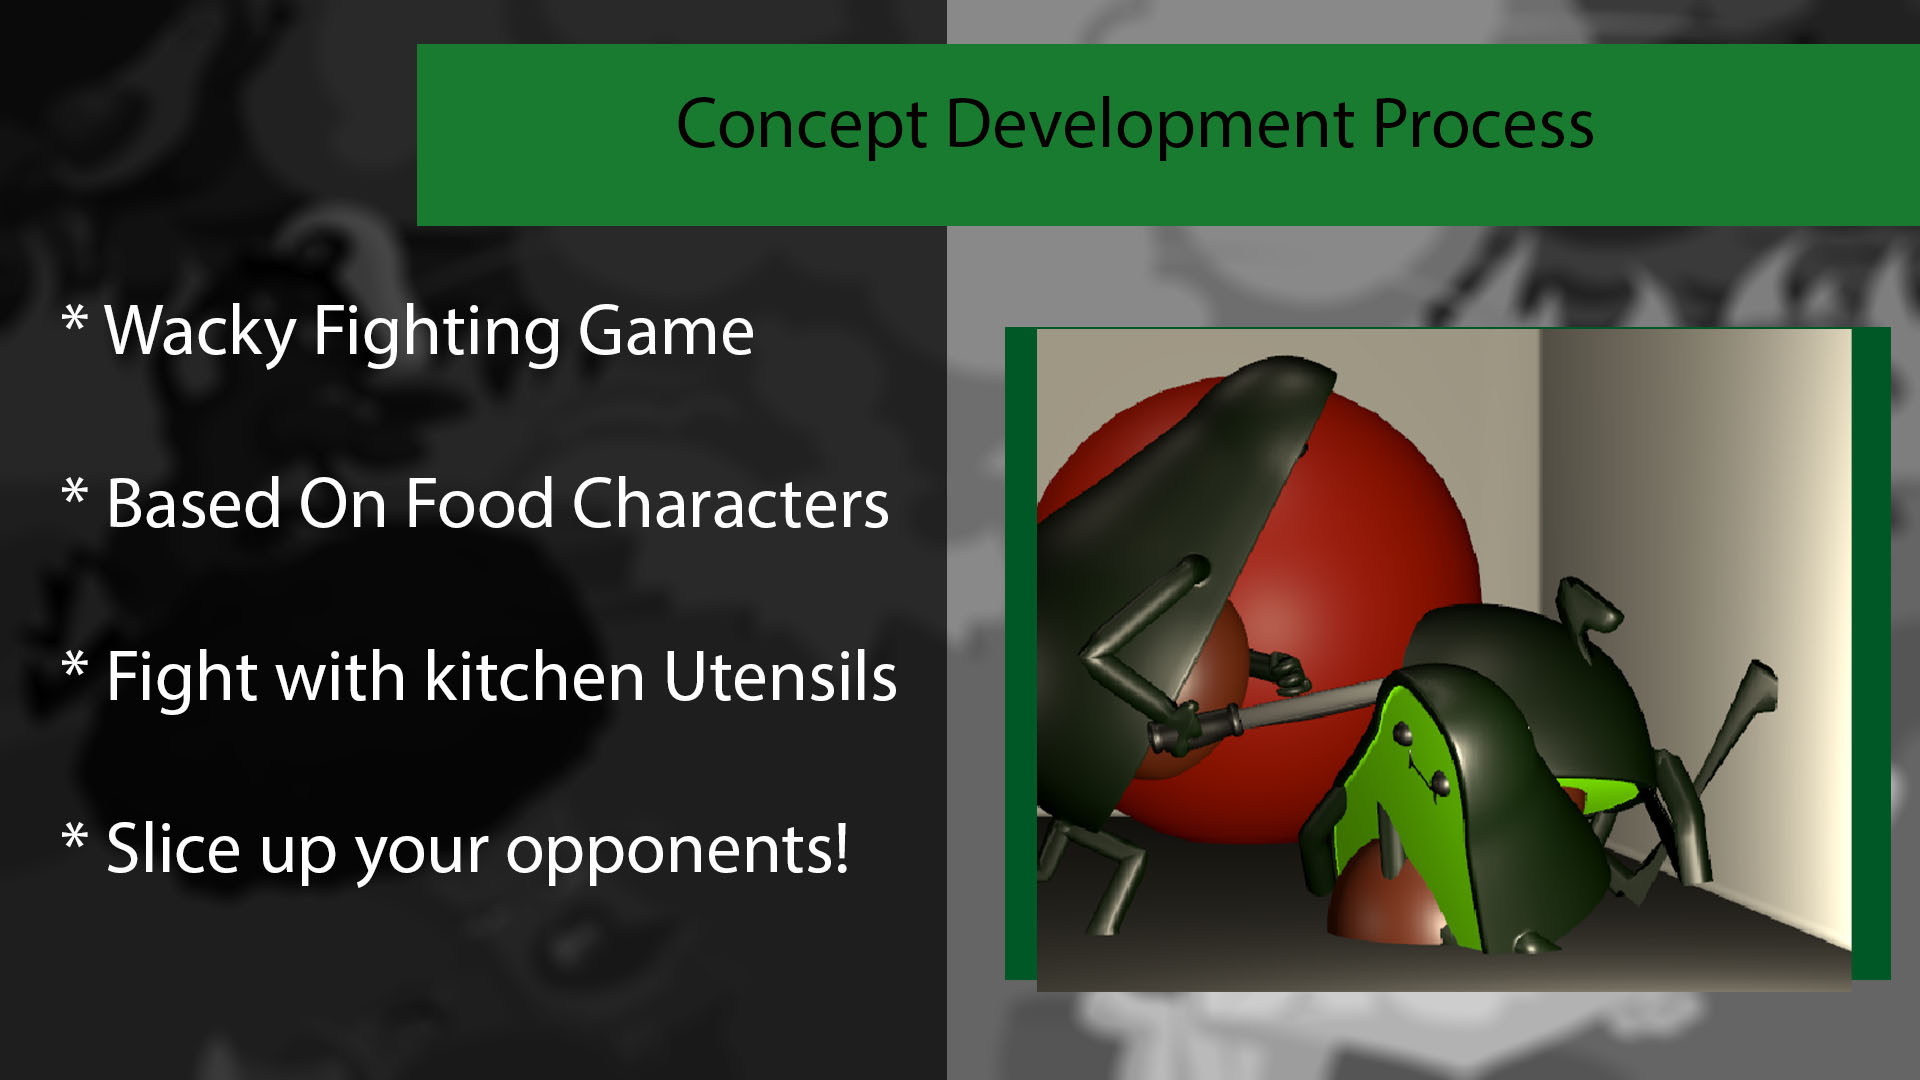 Concept Development Process
* Wacky Fighting Game
* Based On Food Characters
* Fight with kitchen Utensils
* Slice up your opponents!